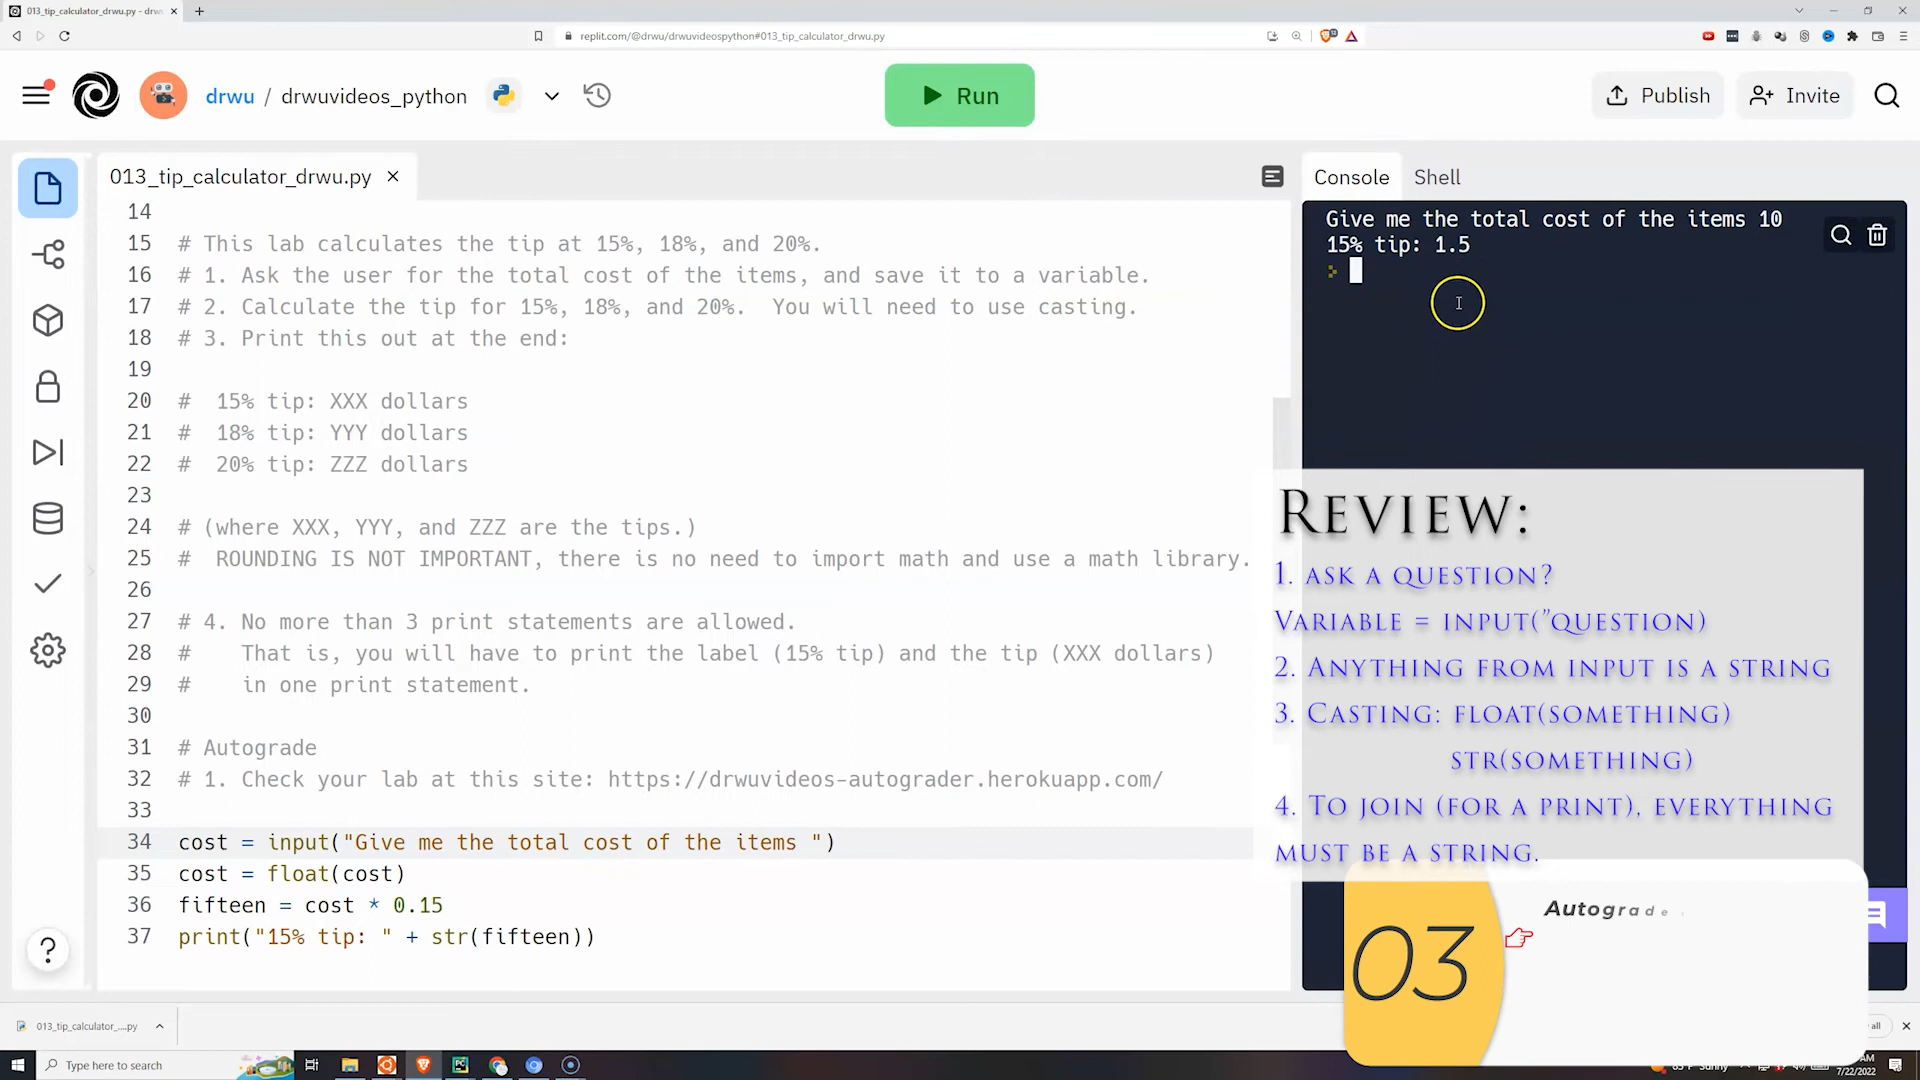 013_tip_calculator_drwu.py - drw
replit.com/@drwu/drwuvideospython#013_tip_calculator_drwu.py
drwu / drwuvideos_python
Run
Publish
Invite
013_tip_calculator_drwu.py
14
15 # This lab calculates the tip at 15%, 18%, and 20%.
16 # 1. Ask the user for the total cost of the items, and save it to a variable.
17 # 2. Calculate the tip for 15%, 18%, and 20%.  You will need to use casting.
18 # 3. Print this out at the end:
19
20 #  15% tip: XXX dollars
21 #  18% tip: YYY dollars
22 #  20% tip: ZZZ dollars
23
24 # (where XXX, YYY, and ZZZ are the tips.)
25 #  ROUNDING IS NOT IMPORTANT, there is no need to import math and use a math library.
26
27 # 4. No more than 3 print statements are allowed.
28 #    That is, you will have to print the label (15% tip) and the tip (XXX dollars)
29 #    in one print statement.
30
31 # Autograde
32 # 1. Check your lab at this site: https://drwuvideos-autograder.herokuapp.com/
33
34 cost = input("Give me the total cost of the items ")
35 cost = float(cost)
36 fifteen = cost * 0.15
37 print("15% tip: " + str(fifteen))
Console
Shell
Give me the total cost of the items 10
15% tip: 1.5
Review:
1. ask a question?
Variable = input("question)
2. Anything from input is a string
3. Casting: float(something)
str(something)
4. To join (for a print), everything
must be a string.
03
Autograde
013_tip_calculator_....py
all
Type here to search
Sunny
AM
7/22/2022